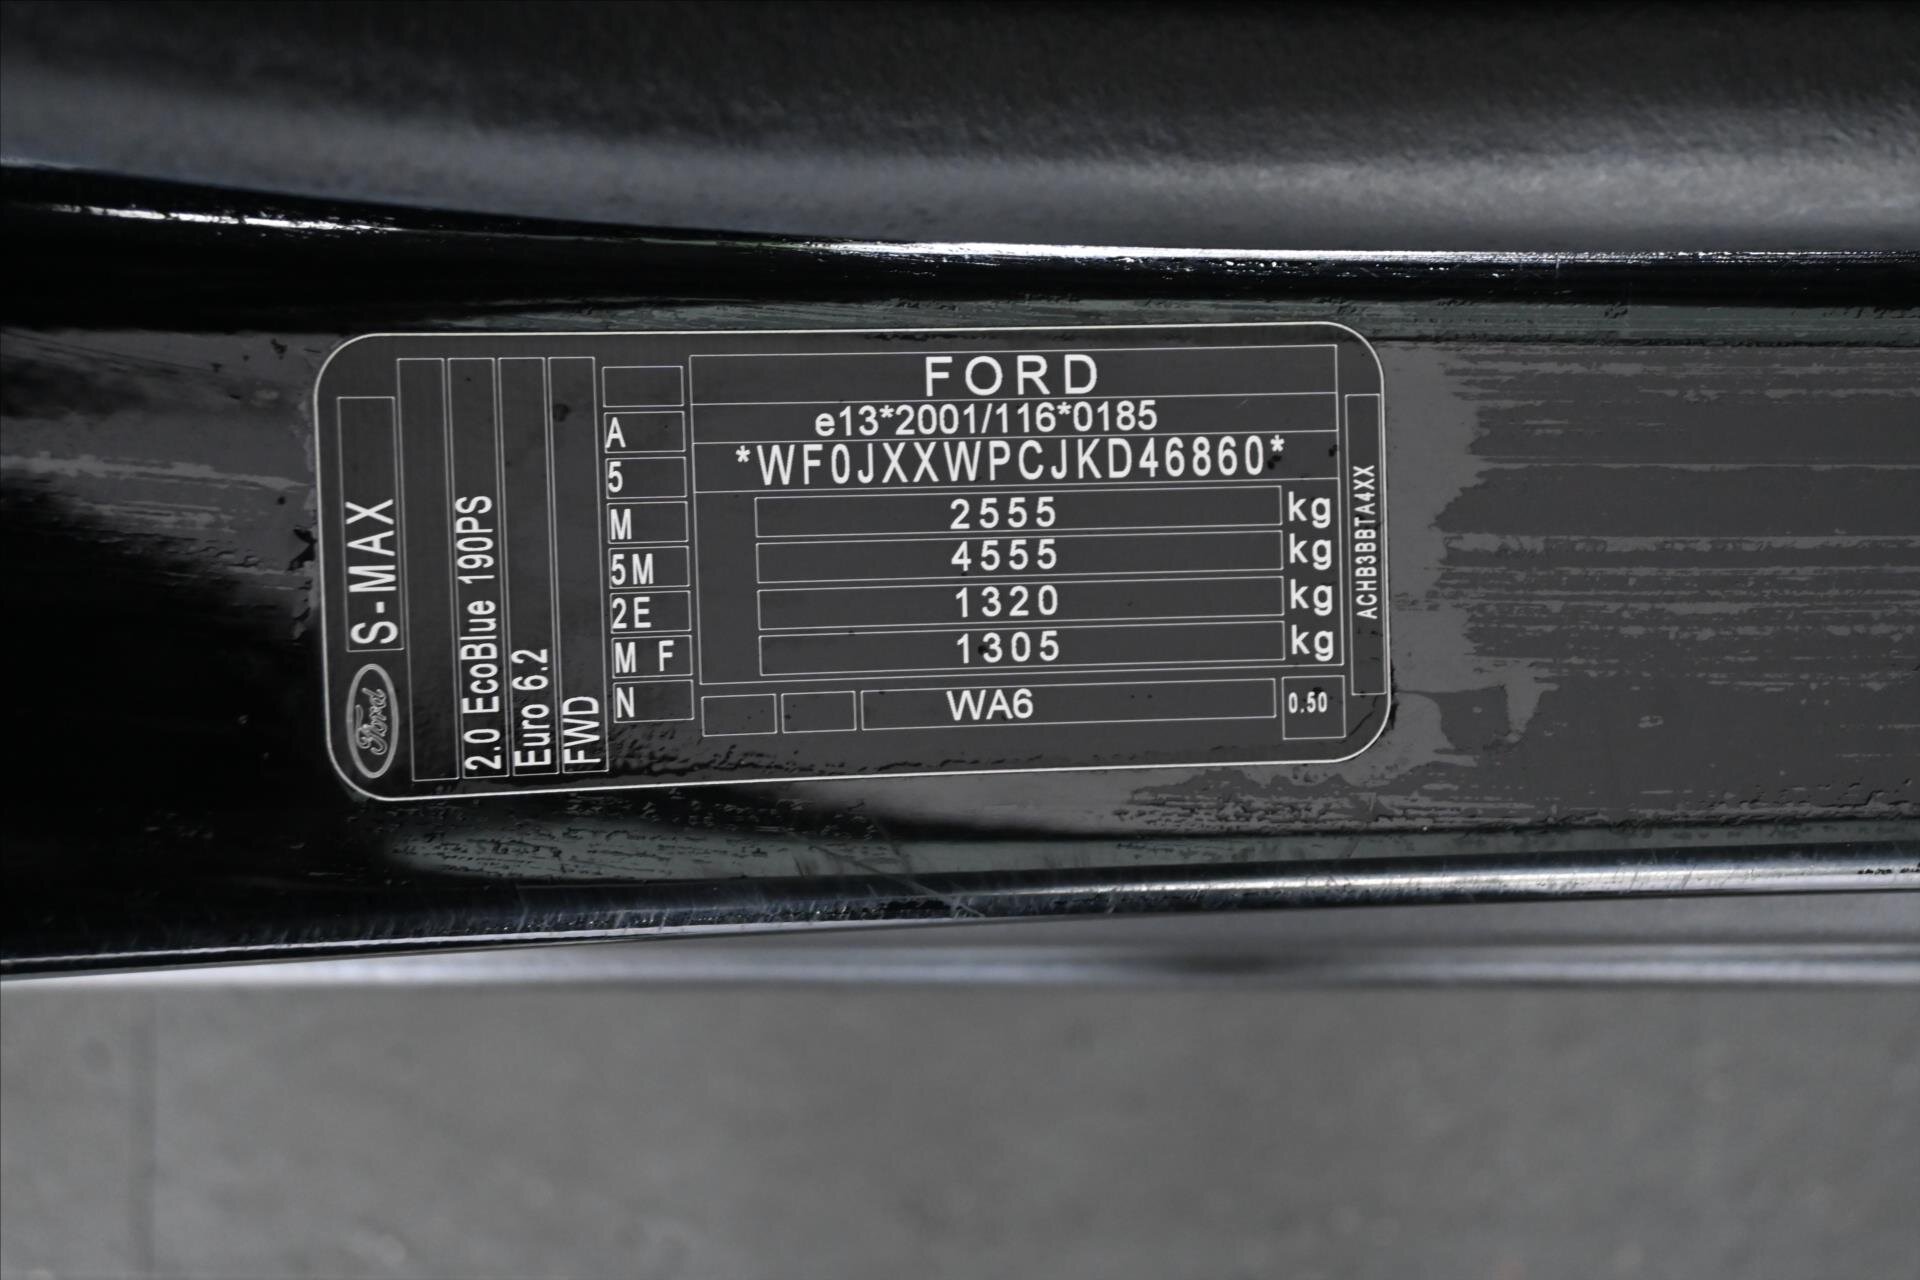 Ford
S-MAX
2.0 EcoBlue 190PS
Euro 6.2
FWD
A
5
M
5M
2E
M F
N
FORD
e13*2001/116*0185
*WF0JXXWPCJKD46860*
2555 kg
4555 kg
1320 kg
1305 kg
WA6
0.50
ACHB3BBTA4XX